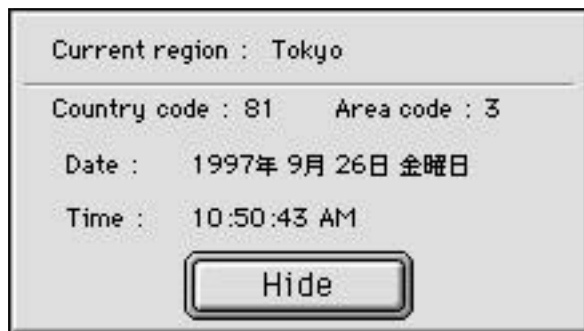 Current region : Tokyo
Country code : 81 Area code : 3
Date : 1997年 9月 26日 金曜日
Time : 10:50:43 AM
Hide